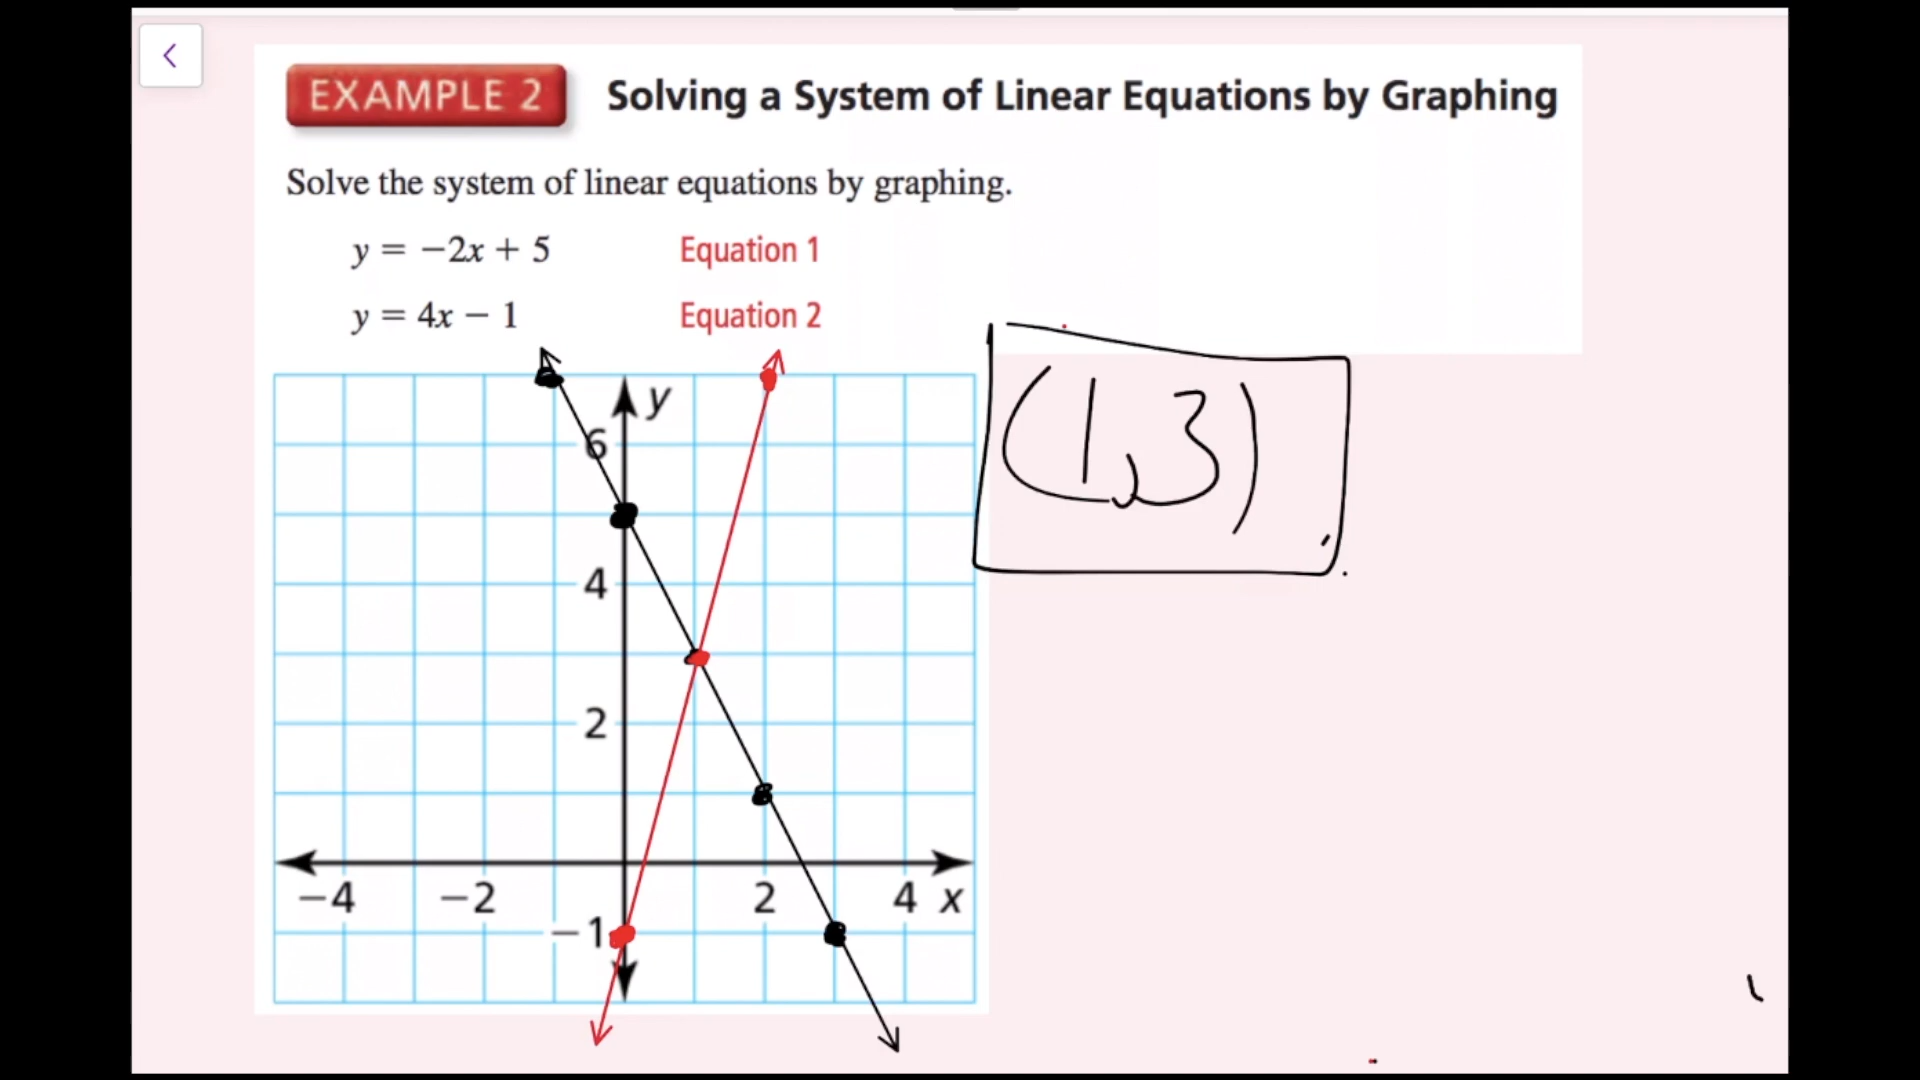 EXAMPLE 2 Solving a System of Linear Equations by Graphing
Solve the system of linear equations by graphing.
y = −2x + 5 Equation 1
y = 4x − 1 Equation 2
y
(1,3)
6
4
2
−4 −2 2 4 x
−1